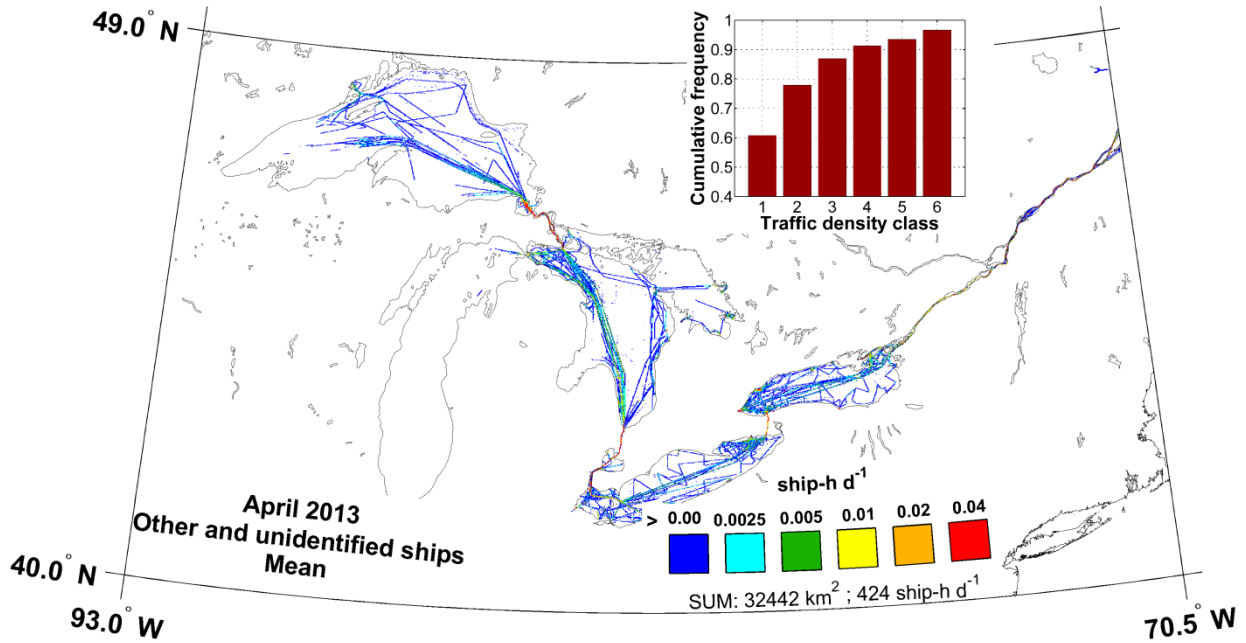 49.0° N
Cumulative frequency
1
0.9
0.8
0.7
0.6
0.5
0.4
1 2 3 4 5 6
Traffic density class
April 2013
Other and unidentified ships
Mean
ship-h d-1
> 0.00 0.0025 0.005 0.01 0.02 0.04
SUM: 32442 km2 ; 424 ship-h d-1
40.0° N
93.0° W
70.5° W